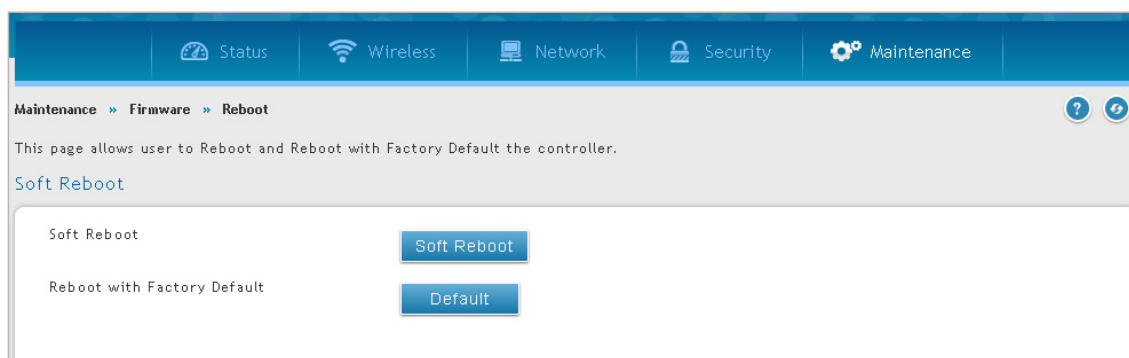 Status Wireless Network Security Maintenance
Maintenance » Firmware » Reboot
?
This page allows user to Reboot and Reboot with Factory Default the controller.
Soft Reboot
Soft Reboot Soft Reboot
Reboot with Factory Default Default